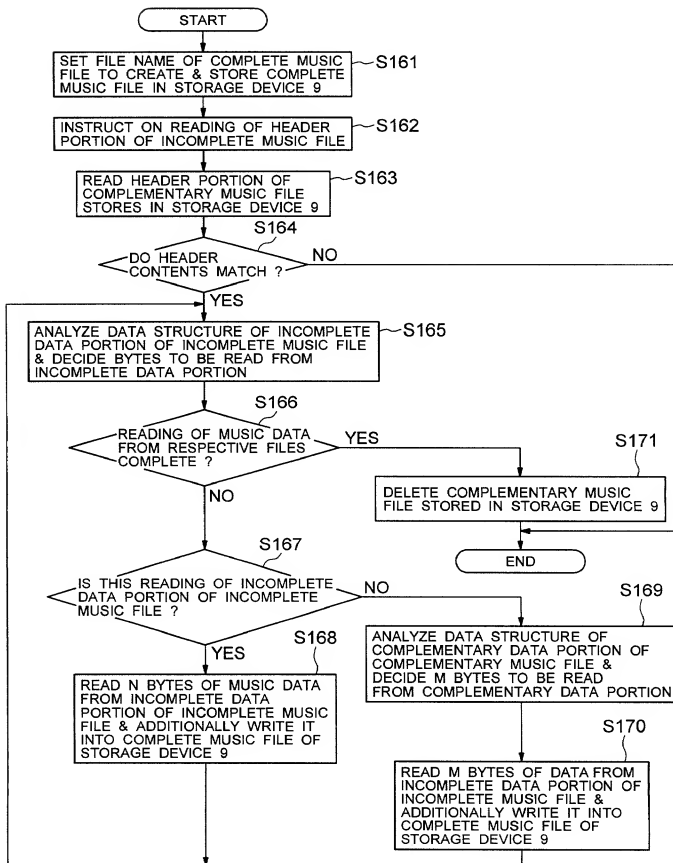 START
SET FILE NAME OF COMPLETE MUSIC
FILE TO CREATE & STORE COMPLETE
MUSIC FILE IN STORAGE DEVICE 9
S161
INSTRUCT ON READING OF HEADER
PORTION OF INCOMPLETE MUSIC FILE
S162
READ HEADER PORTION OF
COMPLEMENTARY MUSIC FILE
STORES IN STORAGE DEVICE 9
S163
S164
DO HEADER
CONTENTS MATCH ?
NO
YES
ANALYZE DATA STRUCTURE OF INCOMPLETE
DATA PORTION OF INCOMPLETE MUSIC FILE
& DECIDE BYTES TO BE READ FROM
INCOMPLETE DATA PORTION
S165
S166
READING OF MUSIC DATA
FROM RESPECTIVE FILES
COMPLETE ?
YES
NO
S171
DELETE COMPLEMENTARY MUSIC
FILE STORED IN STORAGE DEVICE 9
END
S167
IS THIS READING OF INCOMPLETE
DATA PORTION OF INCOMPLETE
MUSIC FILE ?
NO
YES
S168
READ N BYTES OF MUSIC DATA
FROM INCOMPLETE DATA
PORTION OF INCOMPLETE MUSIC
FILE & ADDITIONALLY WRITE IT
INTO COMPLETE MUSIC FILE OF
STORAGE DEVICE 9
S169
ANALYZE DATA STRUCTURE OF
COMPLEMENTARY DATA PORTION OF
COMPLEMENTARY MUSIC FILE &
DECIDE M BYTES TO BE READ
FROM COMPLEMENTARY DATA PORTION
S170
READ M BYTES OF DATA FROM
INCOMPLETE DATA PORTION OF
INCOMPLETE MUSIC FILE &
ADDITIONALLY WRITE IT INTO
COMPLETE MUSIC FILE OF
STORAGE DEVICE 9